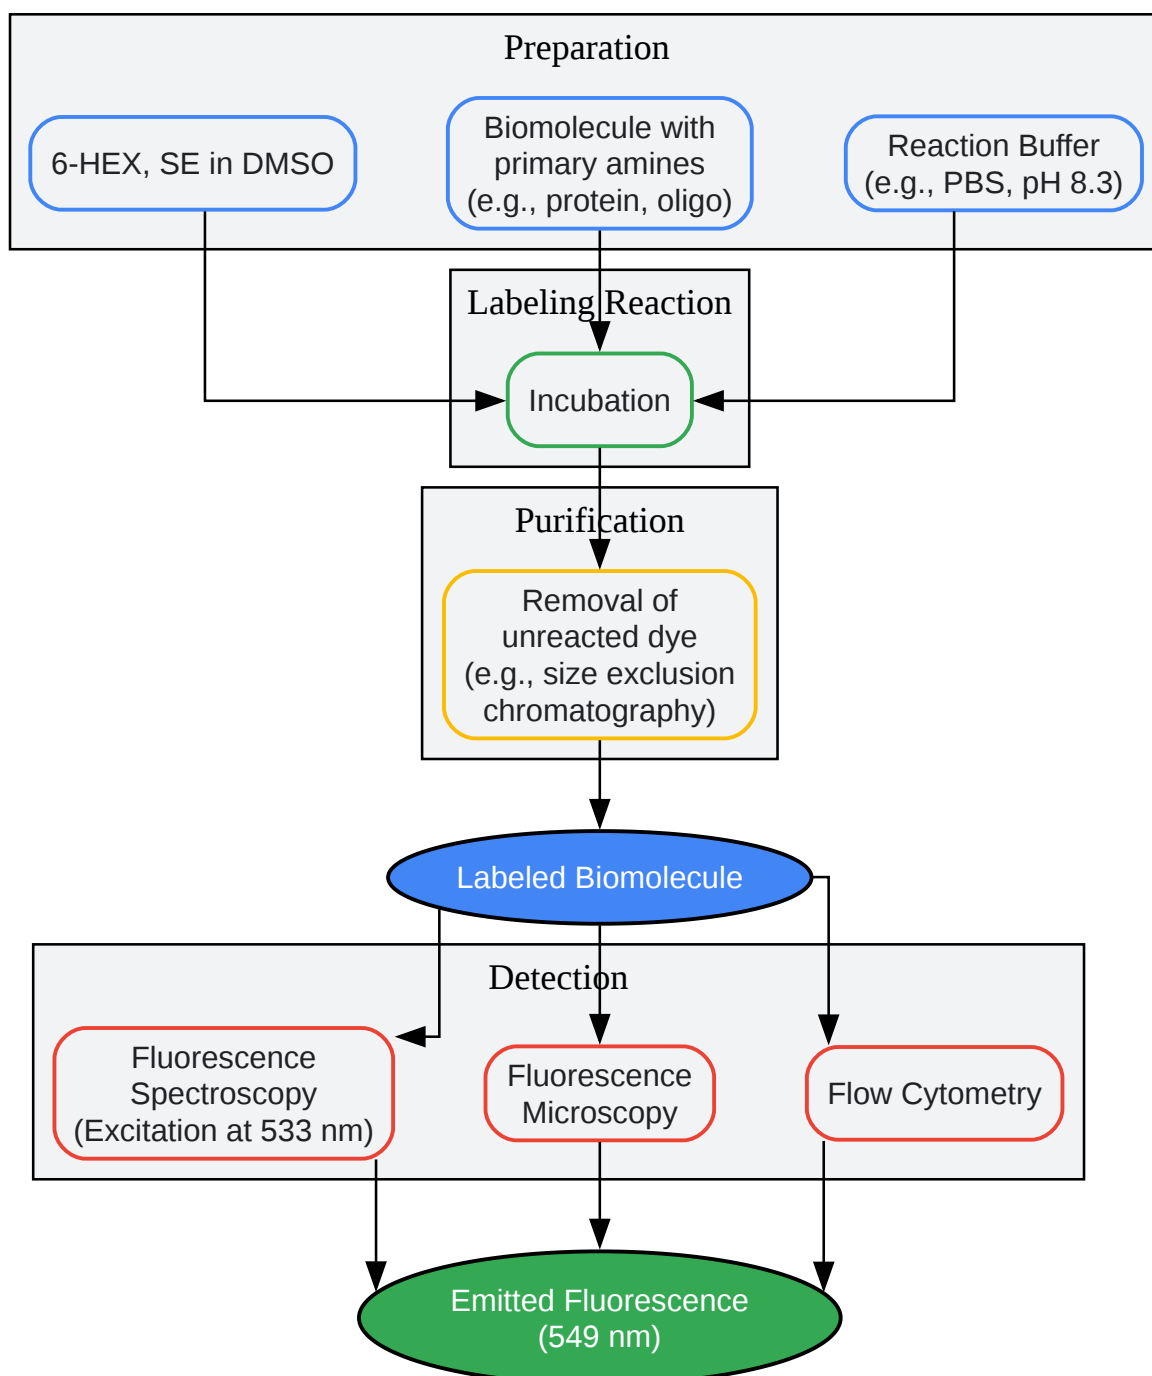 Preparation
6-HEX, SE in DMSO
Biomolecule with
primary amines
(e.g., protein, oligo)
Reaction Buffer
(e.g., PBS, pH 8.3)
Labeling Reaction
Incubation
Purification
Removal of
unreacted dye
(e.g., size exclusion
chromatography)
Labeled Biomolecule
Detection
Fluorescence
Spectroscopy
(Excitation at 533 nm)
Fluorescence
Microscopy
Flow Cytometry
Emitted Fluorescence
(549 nm)